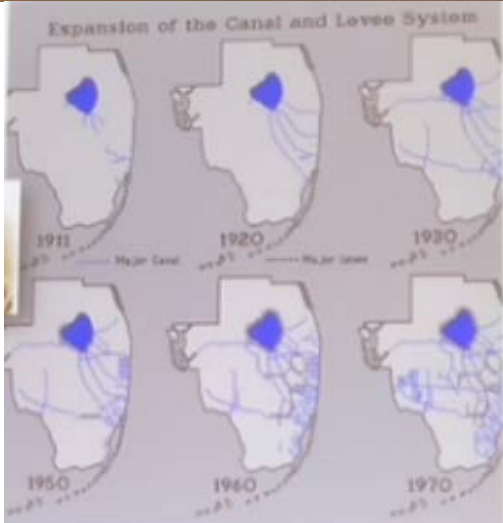 Expansion of the Canal and Levee System
1911
1920
1930
Major Canal
Major Levee
1950
1960
1970